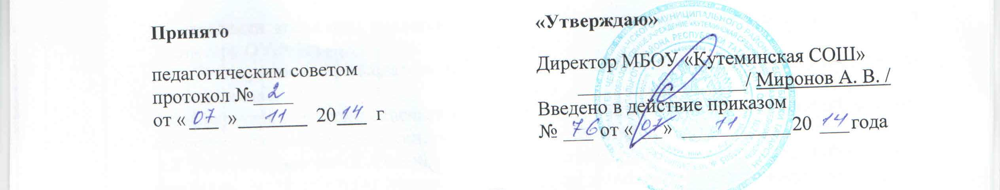 Принято
педагогическим советом
протокол № 2
от « 07 » 11 20 14 г
«Утверждаю»
Директор МБОУ «Кутеминская СОШ»
/ Миронов А. В. /
Введено в действие приказом
№ 76 от « 07 » 11 20 14 года